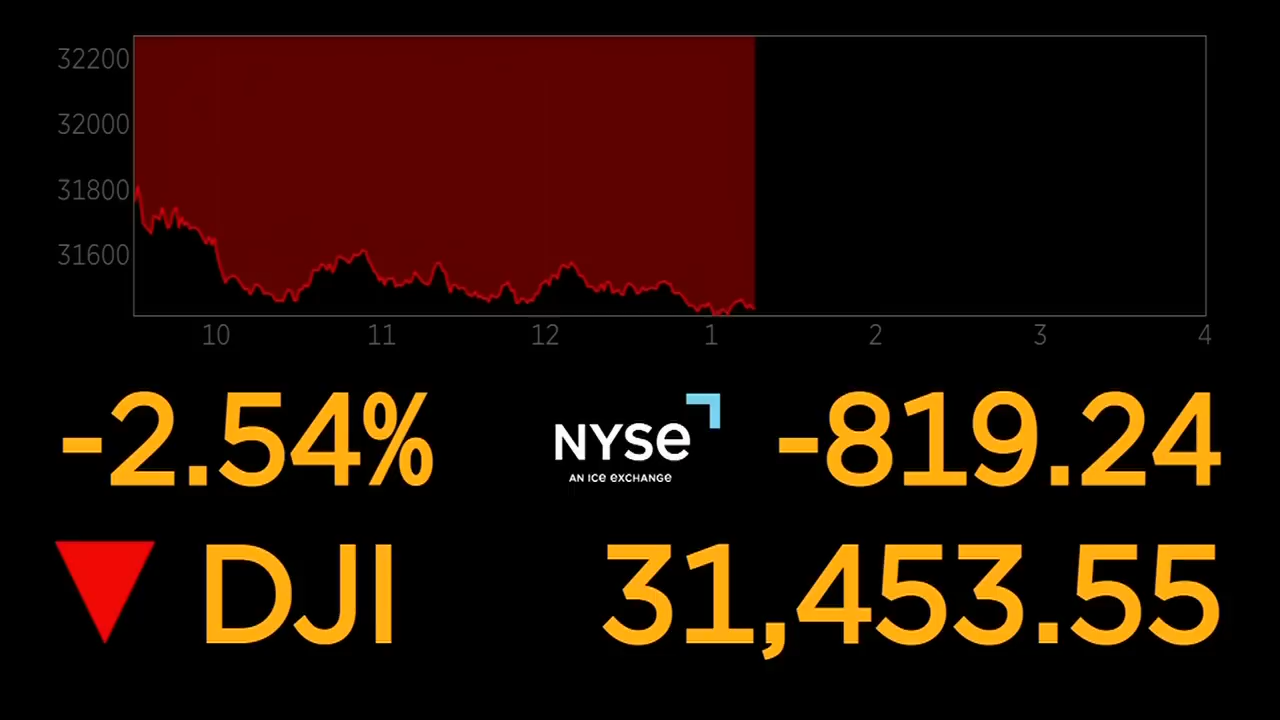 32200
32000
31800
31600
10 11 12 1 2 3 4
-2.54% NYSE -819.24
AN ICE EXCHANGE
DJI 31,453.55